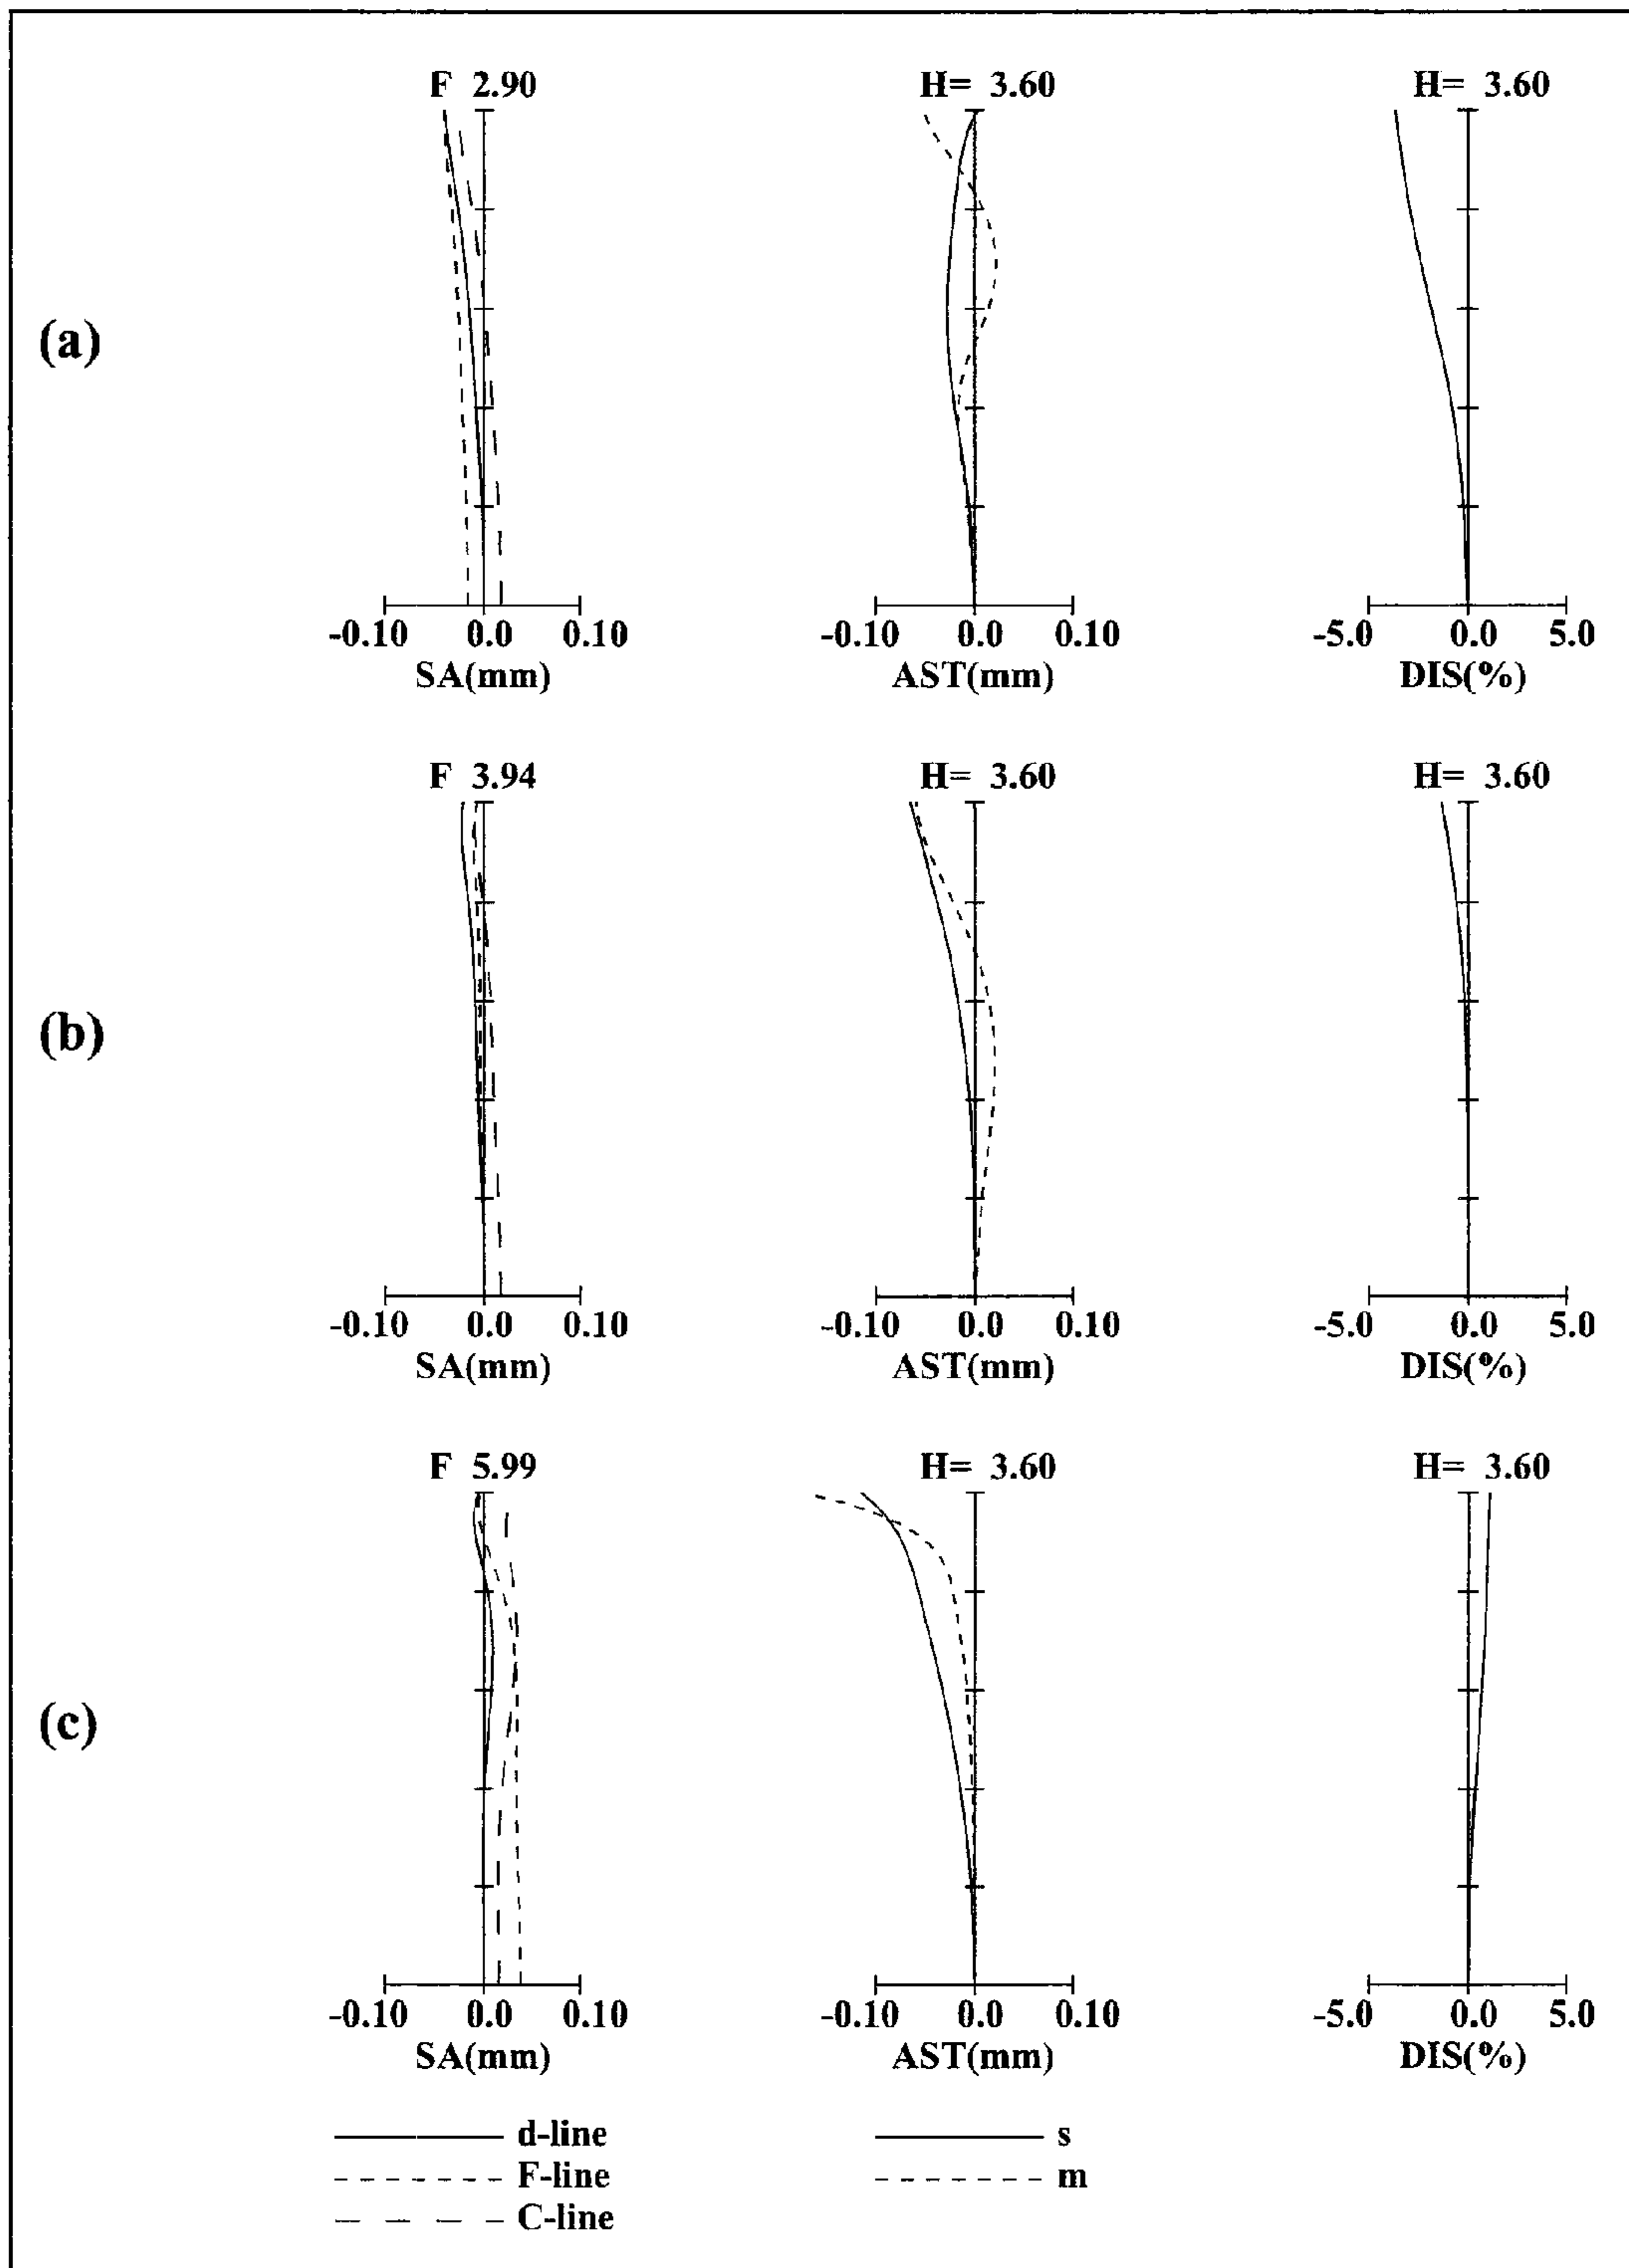 F 2.90 H= 3.60 H= 3.60
(a)
-0.10 0.0 0.10 -0.10 0.0 0.10 -5.0 0.0 5.0
SA(mm) AST(mm) DIS(%)
F 3.94 H= 3.60 H= 3.60
(b)
-0.10 0.0 0.10 -0.10 0.0 0.10 -5.0 0.0 5.0
SA(mm) AST(mm) DIS(%)
F 5.99 H= 3.60 H= 3.60
(c)
-0.10 0.0 0.10 -0.10 0.0 0.10 -5.0 0.0 5.0
SA(mm) AST(mm) DIS(%)
d-line s
F-line m
C-line